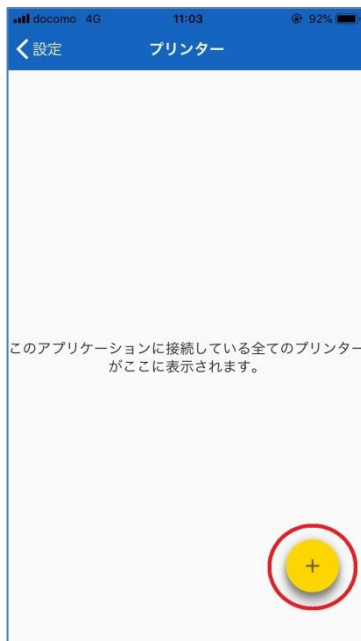 docomo 4G 11:03 92%
設定 プリンター
このアプリケーションに接続している全てのプリンター
がここに表示されます。
+